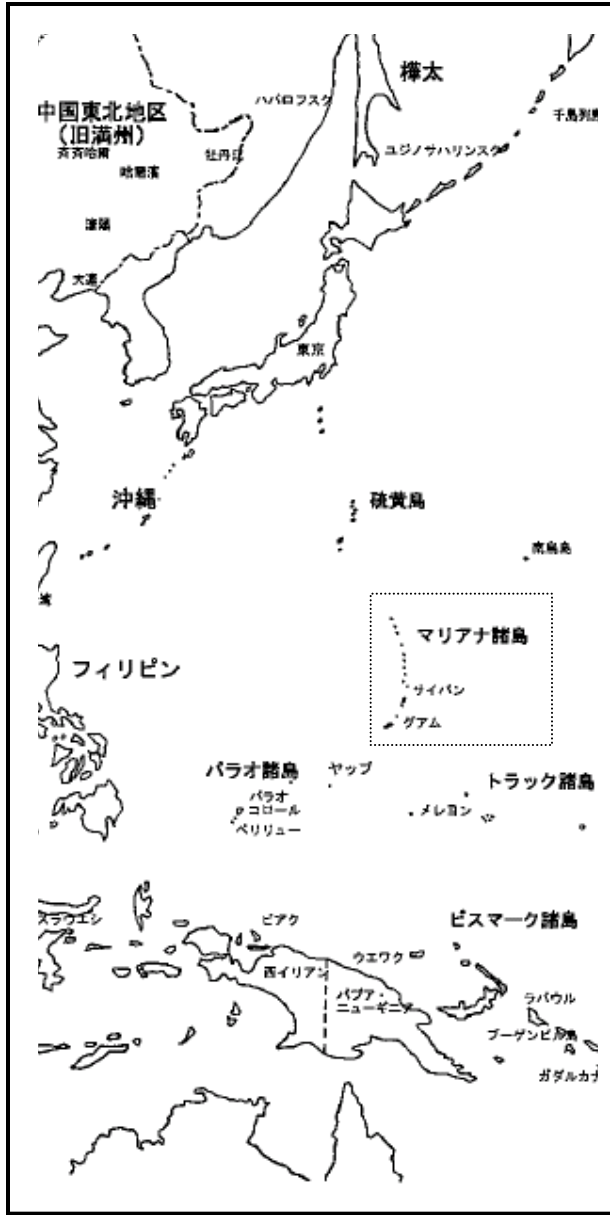 樺太
ハバロフスク
千島列島
中国東北地区
（旧満州）
牡丹江
ユジノサハリンスク
斉斉哈爾
哈爾濱
瀋陽
大連
東京
沖縄
硫黄島
南鳥島
湾
マリアナ諸島
フィリピン
サイパン
グアム
パラオ諸島
ヤップ
トラック諸島
パラオ
コロール
メレヨン
ペリリュー
スラウエシ
ビアク
ビスマーク諸島
ウエワク
西イリアン
パプア・
ニューギニア
ラバウル
ブーゲンビル島
ガダルカナ